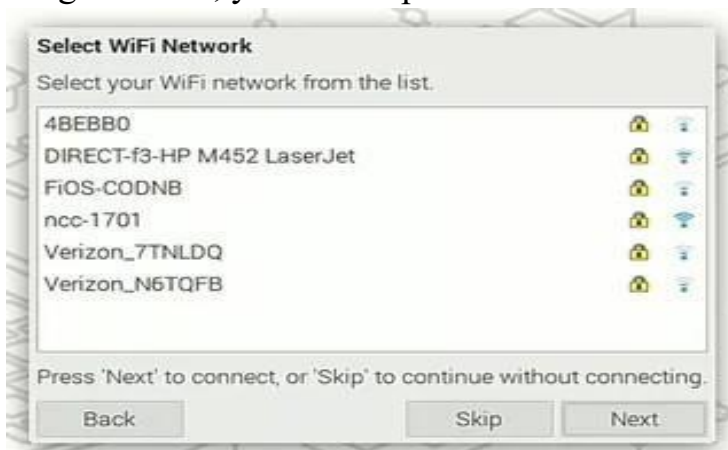 Select WiFi Network
Select your WiFi network from the list.
4BEBB0
DIRECT-f3-HP M452 LaserJet
FiOS-CODNB
ncc-1701
Verizon_7TNLDQ
Verizon_N6TQFB
Press 'Next' to connect, or 'Skip' to continue without connecting.
Back Skip Next